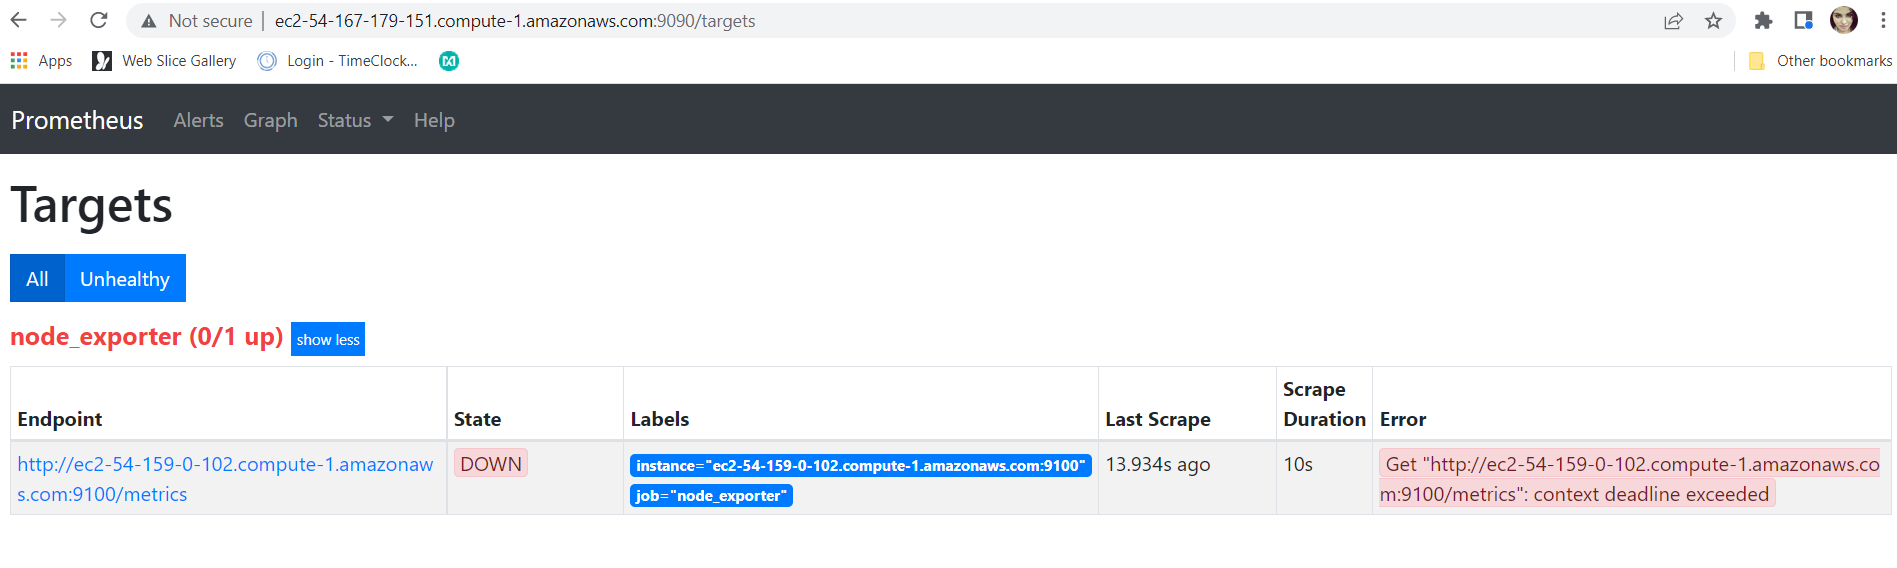 Not secure | ec2-54-167-179-151.compute-1.amazonaws.com:9090/targets
Apps Web Slice Gallery Login - TimeClock... Other bookmarks
Prometheus Alerts Graph Status Help
Targets
All Unhealthy
node_exporter (0/1 up) show less
Endpoint State Labels Last Scrape Scrape Duration Error
http://ec2-54-159-0-102.compute-1.amazonaw
s.com:9100/metrics
DOWN
instance="ec2-54-159-0-102.compute-1.amazonaws.com:9100"
job="node_exporter"
13.934s ago
10s
Get "http://ec2-54-159-0-102.compute-1.amazonaws.co
m:9100/metrics": context deadline exceeded